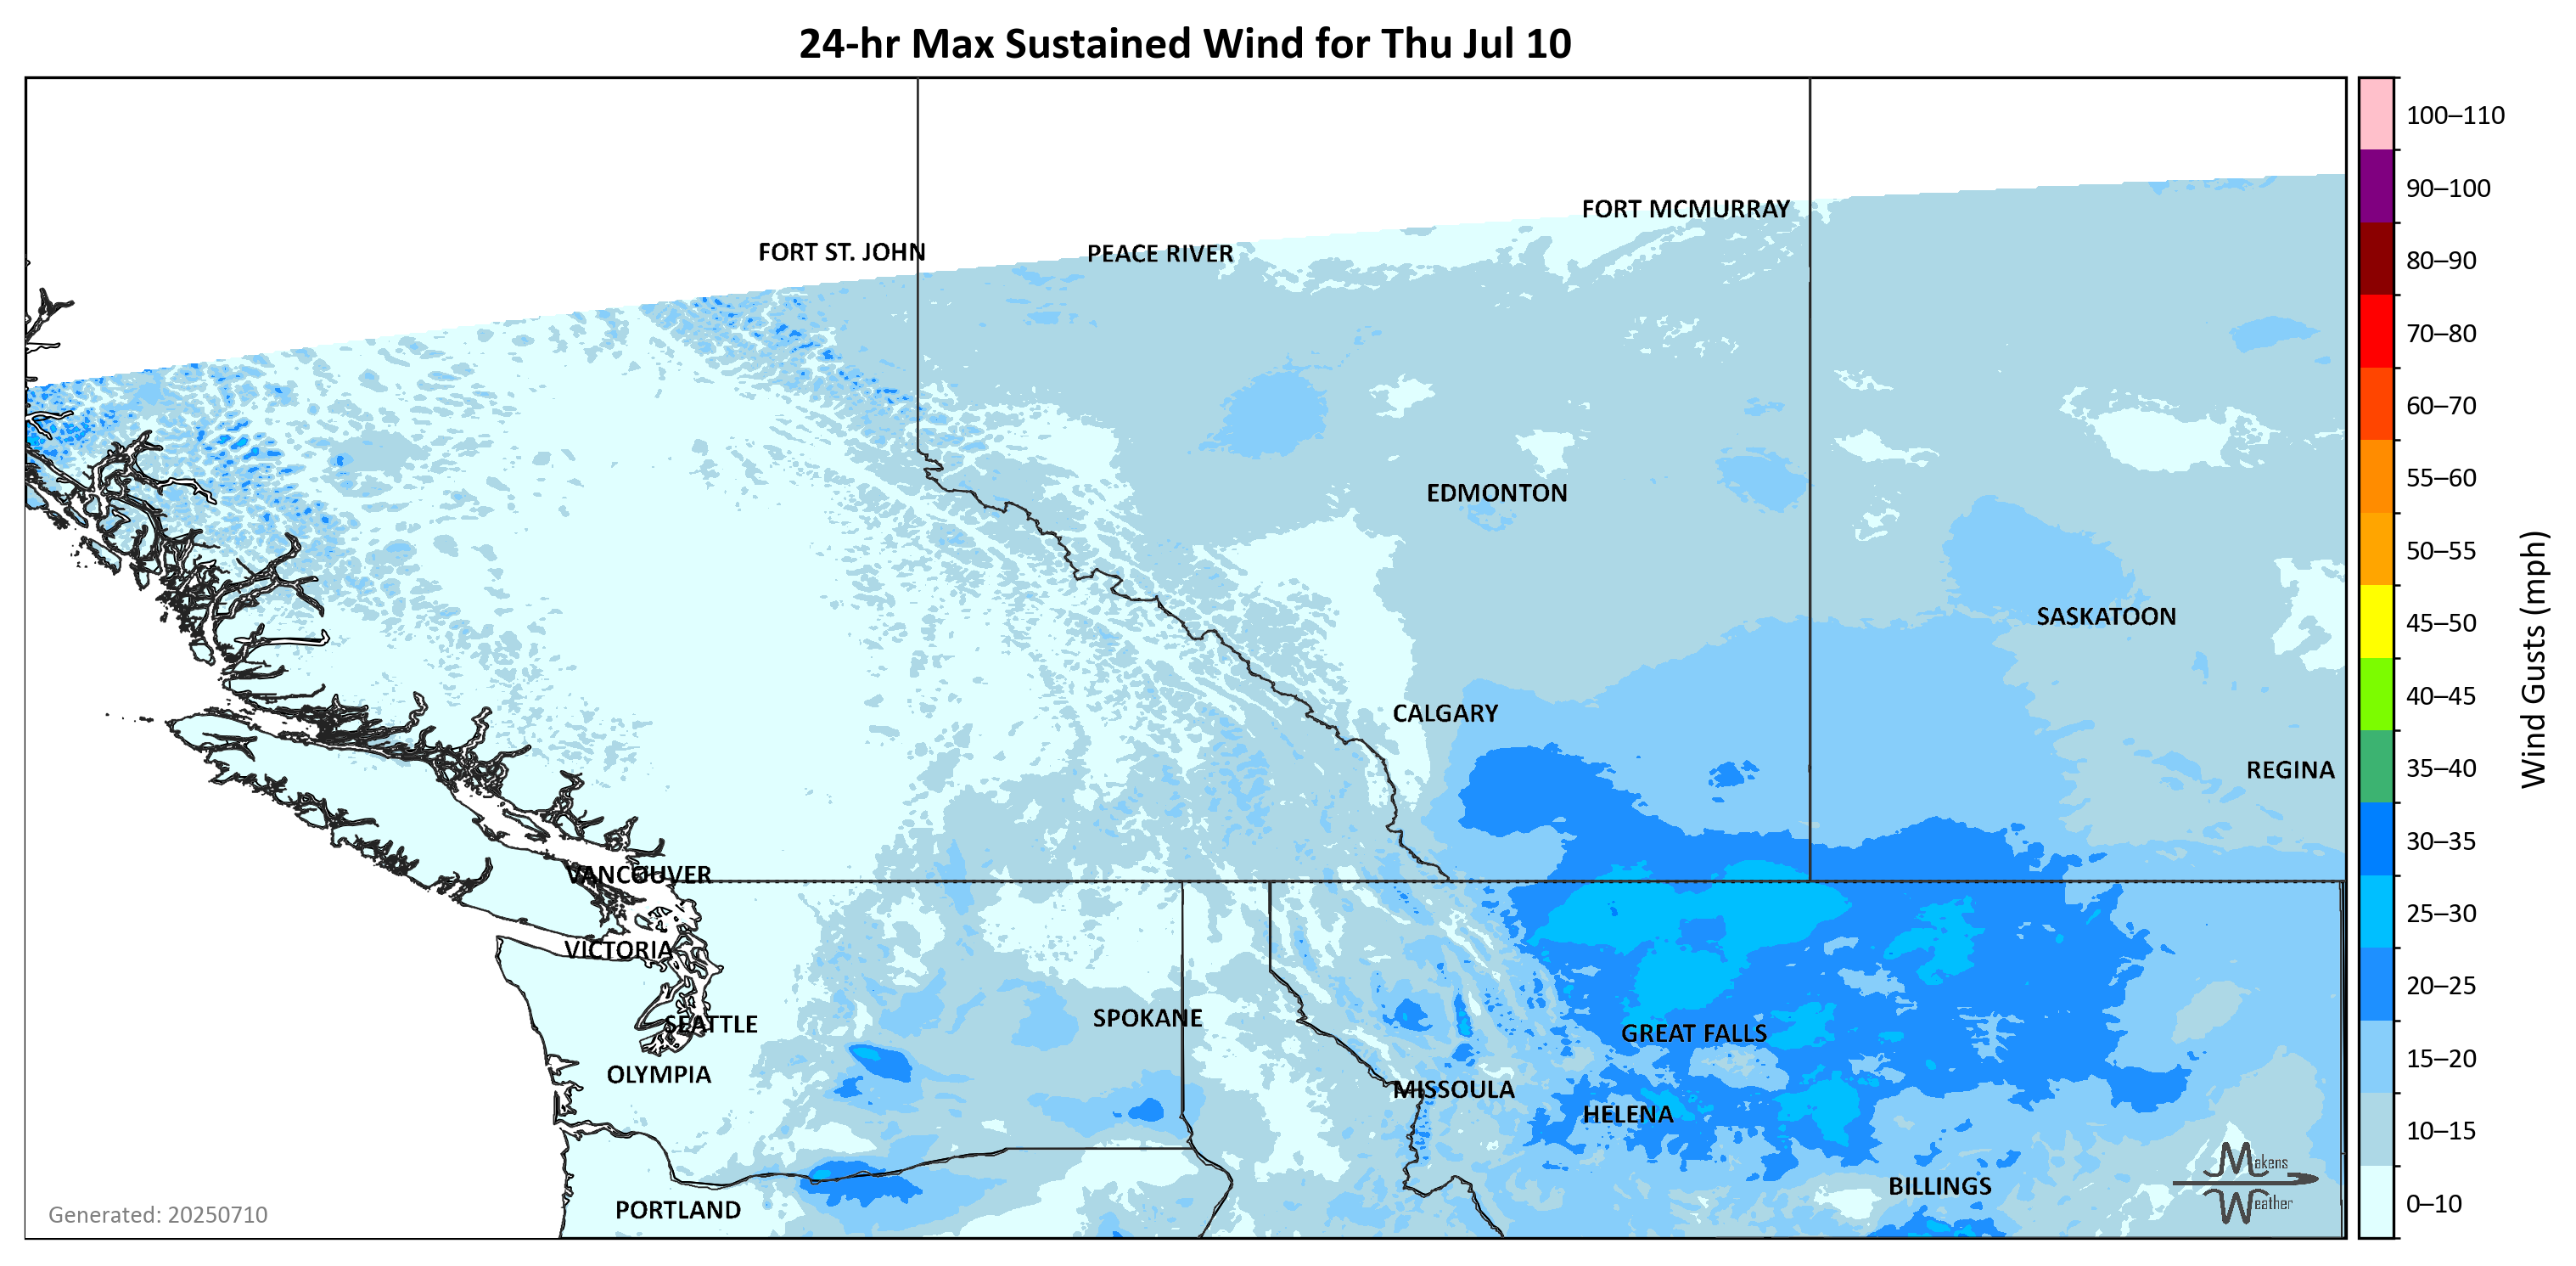 24-hr Max Sustained Wind for Thu Jul 10
100–110
90–100
80–90
70–80
60–70
55–60
50–55
45–50
40–45
35–40
30–35
25–30
20–25
15–20
10–15
0–10
Wind Gusts (mph)
FORT MCMURRAY
FORT ST. JOHN
PEACE RIVER
EDMONTON
SASKATOON
CALGARY
REGINA
VANCOUVER
VICTORIA
SPOKANE
SEATTLE
GREAT FALLS
OLYMPIA
MISSOULA
HELENA
BILLINGS
PORTLAND
Makens
Weather
Generated: 20250710